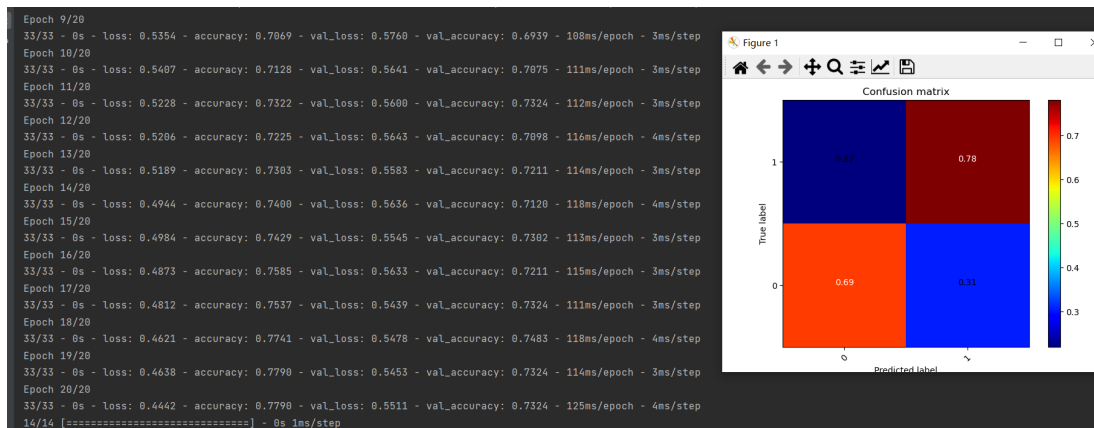 Epoch 9/20
33/33 - 0s - loss: 0.5354 - accuracy: 0.7069 - val_loss: 0.5760 - val_accuracy: 0.6939 - 108ms/epoch - 3ms/step
Epoch 10/20
33/33 - 0s - loss: 0.5407 - accuracy: 0.7128 - val_loss: 0.5641 - val_accuracy: 0.7075 - 111ms/epoch - 3ms/step
Epoch 11/20
33/33 - 0s - loss: 0.5228 - accuracy: 0.7322 - val_loss: 0.5600 - val_accuracy: 0.7324 - 112ms/epoch - 3ms/step
Epoch 12/20
33/33 - 0s - loss: 0.5206 - accuracy: 0.7225 - val_loss: 0.5643 - val_accuracy: 0.7098 - 116ms/epoch - 4ms/step
Epoch 13/20
33/33 - 0s - loss: 0.5189 - accuracy: 0.7303 - val_loss: 0.5583 - val_accuracy: 0.7211 - 114ms/epoch - 3ms/step
Epoch 14/20
33/33 - 0s - loss: 0.4944 - accuracy: 0.7400 - val_loss: 0.5636 - val_accuracy: 0.7120 - 118ms/epoch - 4ms/step
Epoch 15/20
33/33 - 0s - loss: 0.4984 - accuracy: 0.7429 - val_loss: 0.5545 - val_accuracy: 0.7302 - 113ms/epoch - 3ms/step
Epoch 16/20
33/33 - 0s - loss: 0.4873 - accuracy: 0.7585 - val_loss: 0.5633 - val_accuracy: 0.7211 - 115ms/epoch - 3ms/step
Epoch 17/20
33/33 - 0s - loss: 0.4812 - accuracy: 0.7537 - val_loss: 0.5439 - val_accuracy: 0.7324 - 111ms/epoch - 3ms/step
Epoch 18/20
33/33 - 0s - loss: 0.4621 - accuracy: 0.7741 - val_loss: 0.5478 - val_accuracy: 0.7483 - 118ms/epoch - 4ms/step
Epoch 19/20
33/33 - 0s - loss: 0.4638 - accuracy: 0.7790 - val_loss: 0.5453 - val_accuracy: 0.7324 - 114ms/epoch - 3ms/step
Epoch 20/20
33/33 - 0s - loss: 0.4442 - accuracy: 0.7790 - val_loss: 0.5511 - val_accuracy: 0.7324 - 125ms/epoch - 4ms/step
14/14 [==============================] - 0s 1ms/step
Figure 1
Confusion matrix
True label
1
0.78
0
0.69
0.31
0
1
Predicted label
0.7
0.6
0.5
0.4
0.3